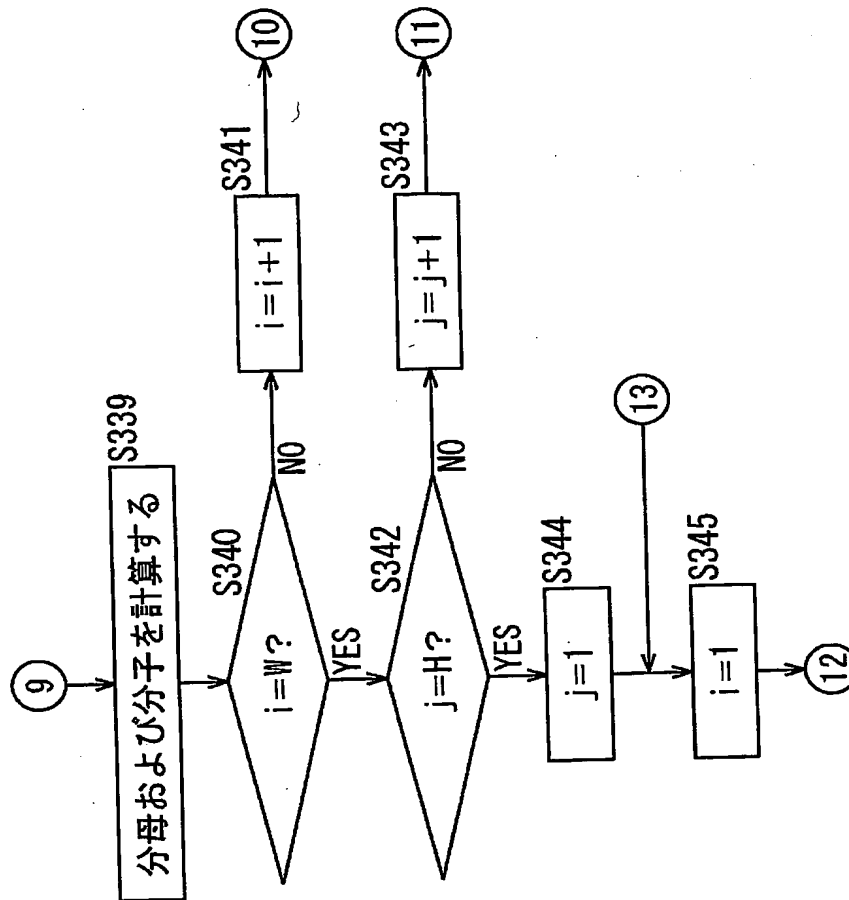 9
S339
分母および分子を計算する
S340
i=W?
NO
S341
i=i+1
10
YES
S342
j=H?
NO
S343
j=j+1
11
YES
S344
j=1
13
S345
i=1
12